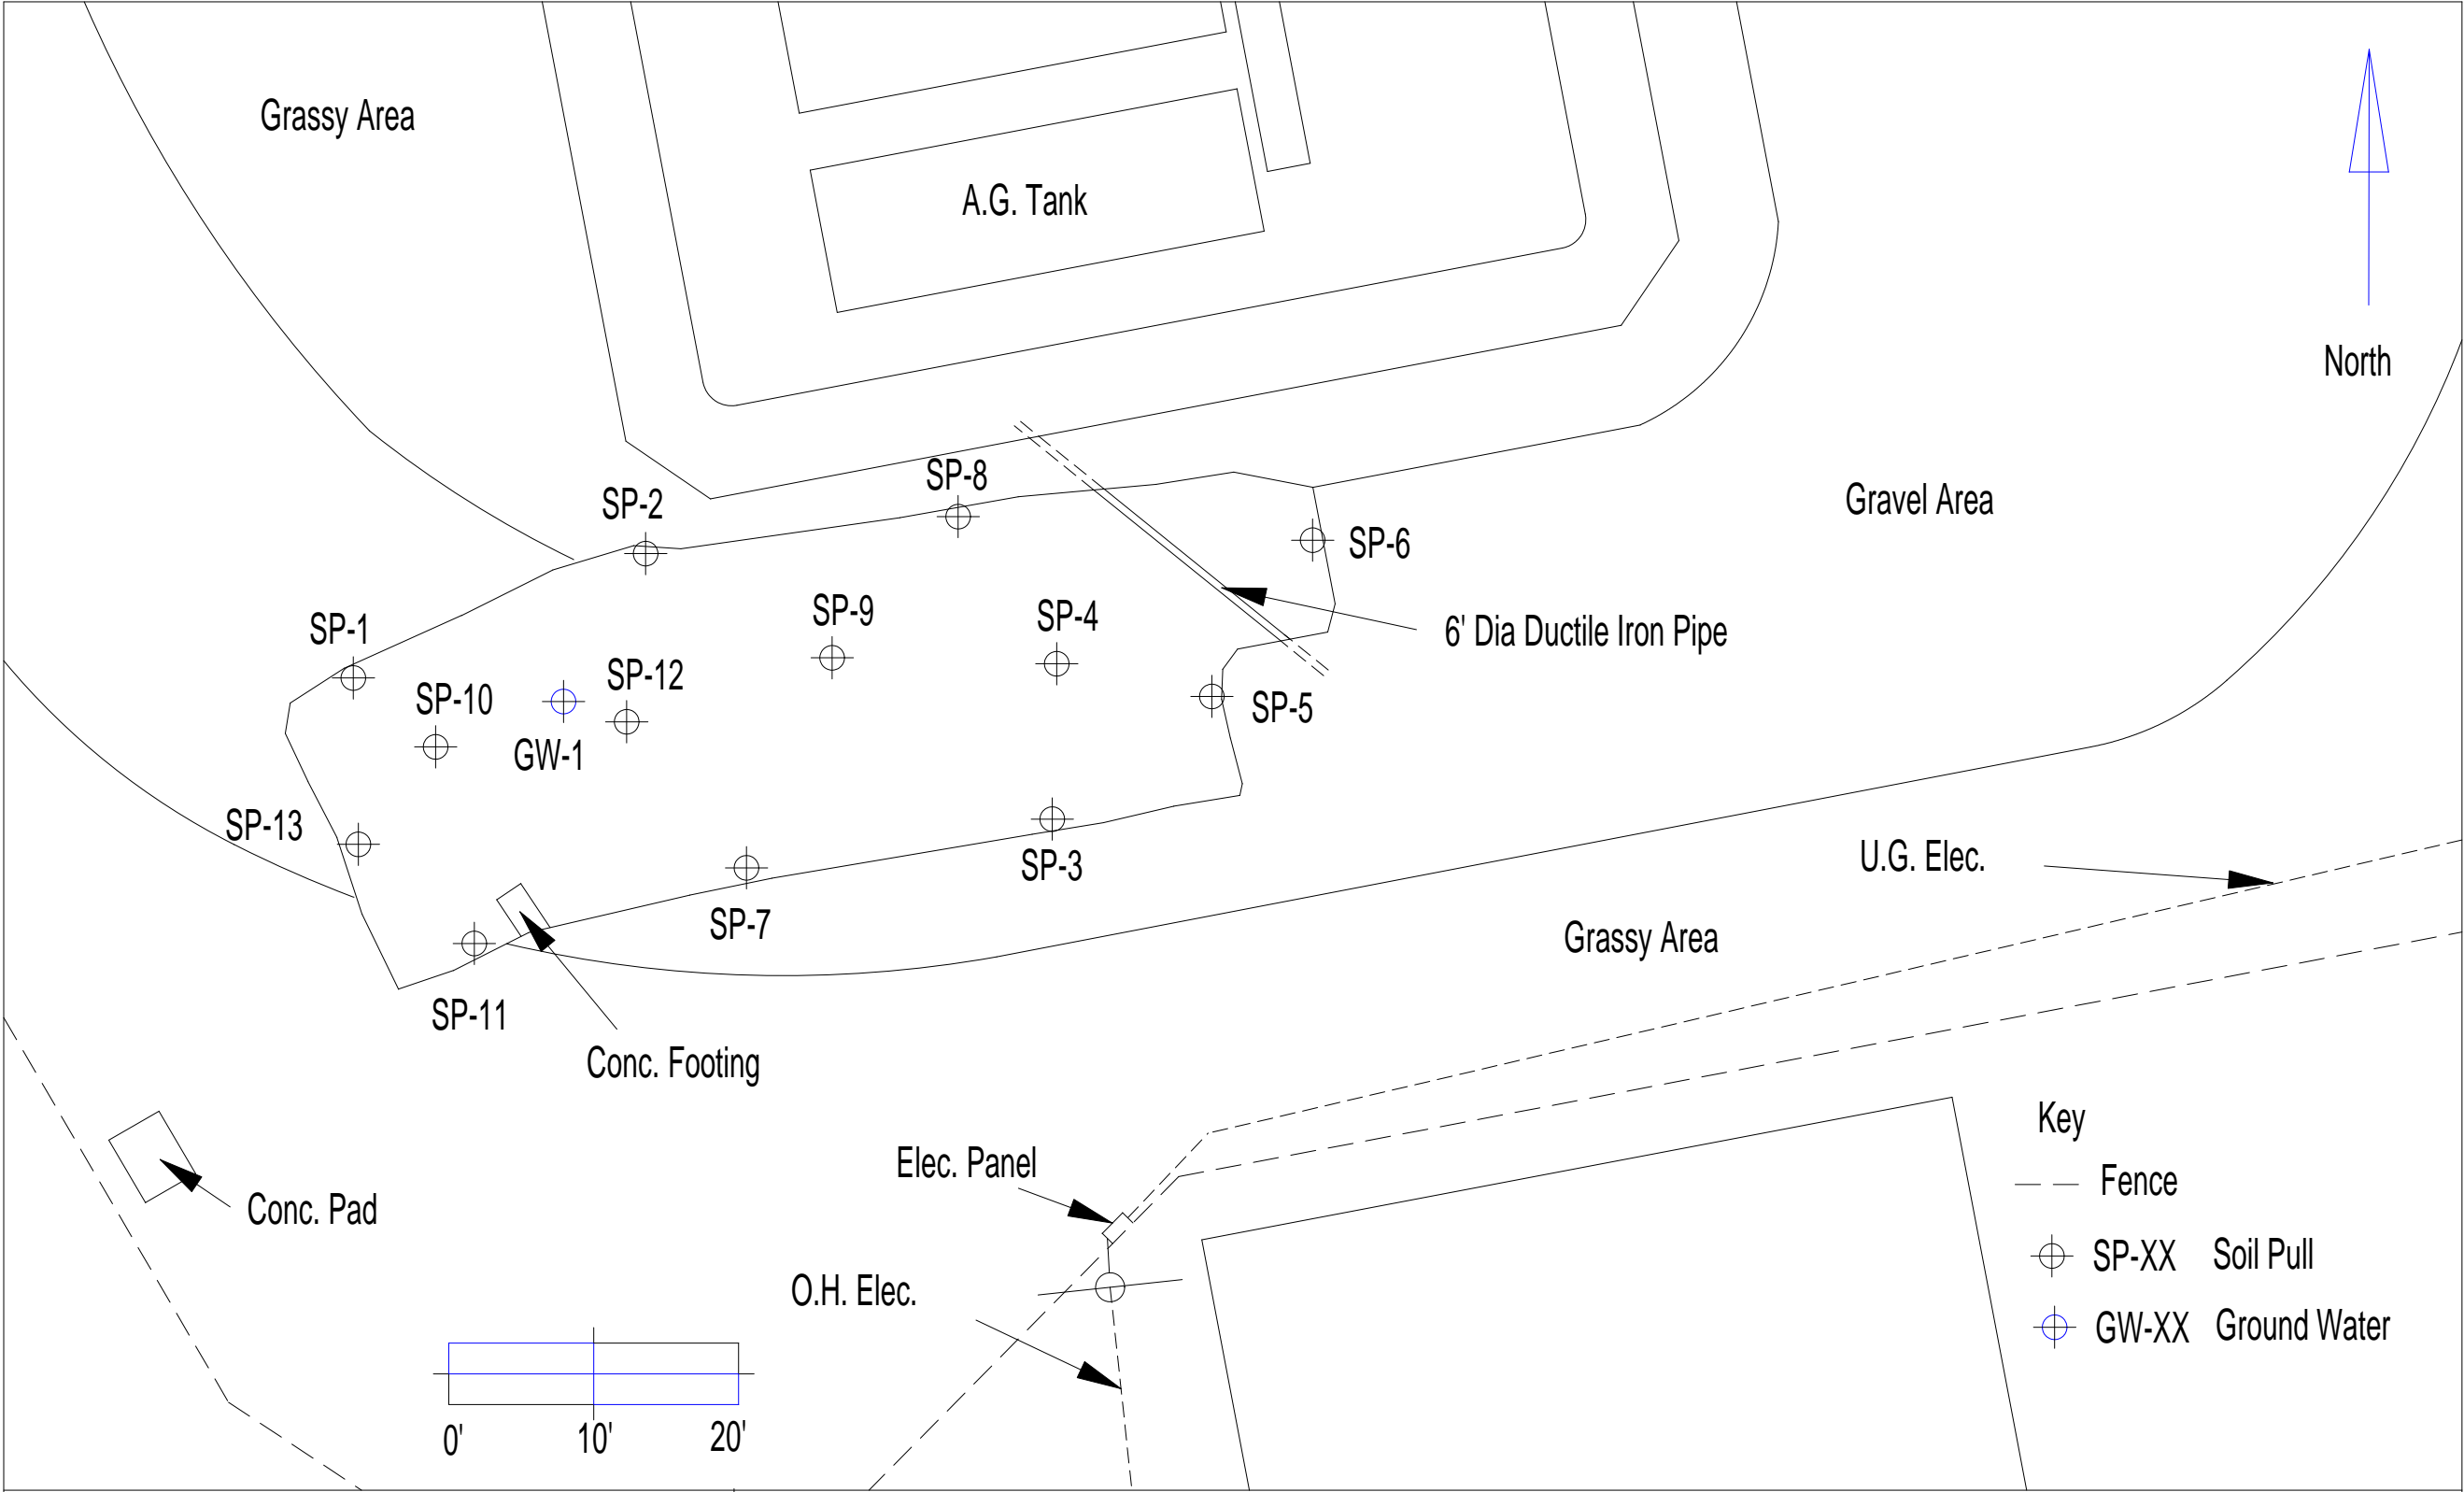 Grassy Area
A.G. Tank
North
SP-8
SP-2
Gravel Area
SP-6
SP-9
SP-4
SP-1
6' Dia Ductile Iron Pipe
SP-12
SP-10
SP-5
GW-1
SP-13
SP-3
U.G. Elec.
SP-7
Grassy Area
SP-11
Conc. Footing
Key
Elec. Panel
Fence
Conc. Pad
SP-XX Soil Pull
O.H. Elec.
GW-XX Ground Water
0' 10' 20'